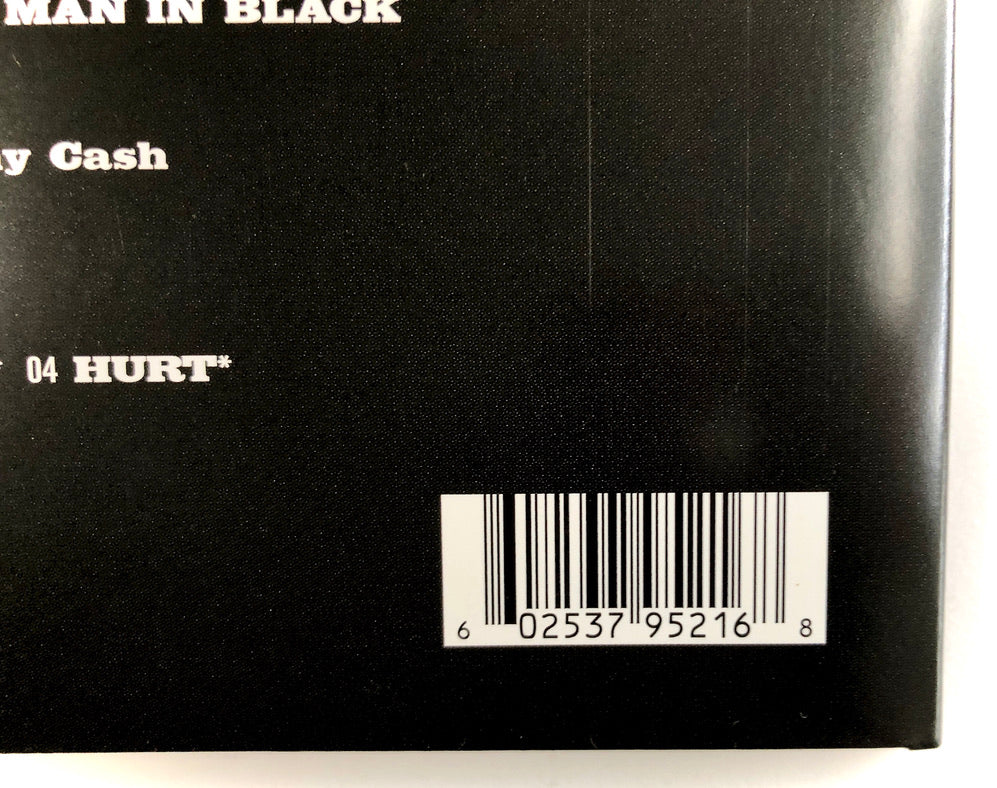 MAN IN BLACK
y Cash
04 HURT*
6 02537 95216 8